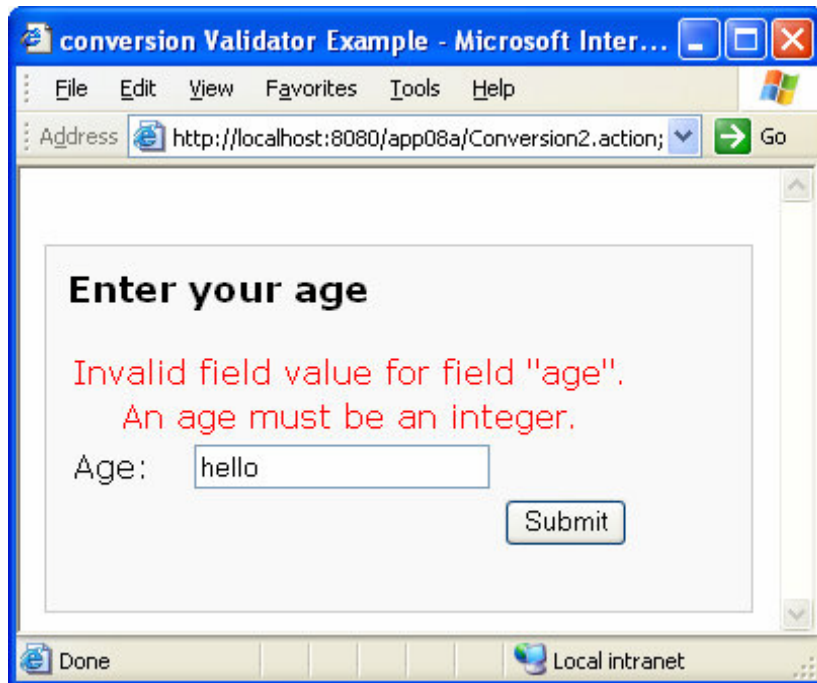 conversion Validator Example - Microsoft Inter...
File Edit View Favorites Tools Help
Address http://localhost:8080/app08a/Conversion2.action; Go
Enter your age
Invalid field value for field "age".
An age must be an integer.
Age: hello
Submit
Done Local intranet